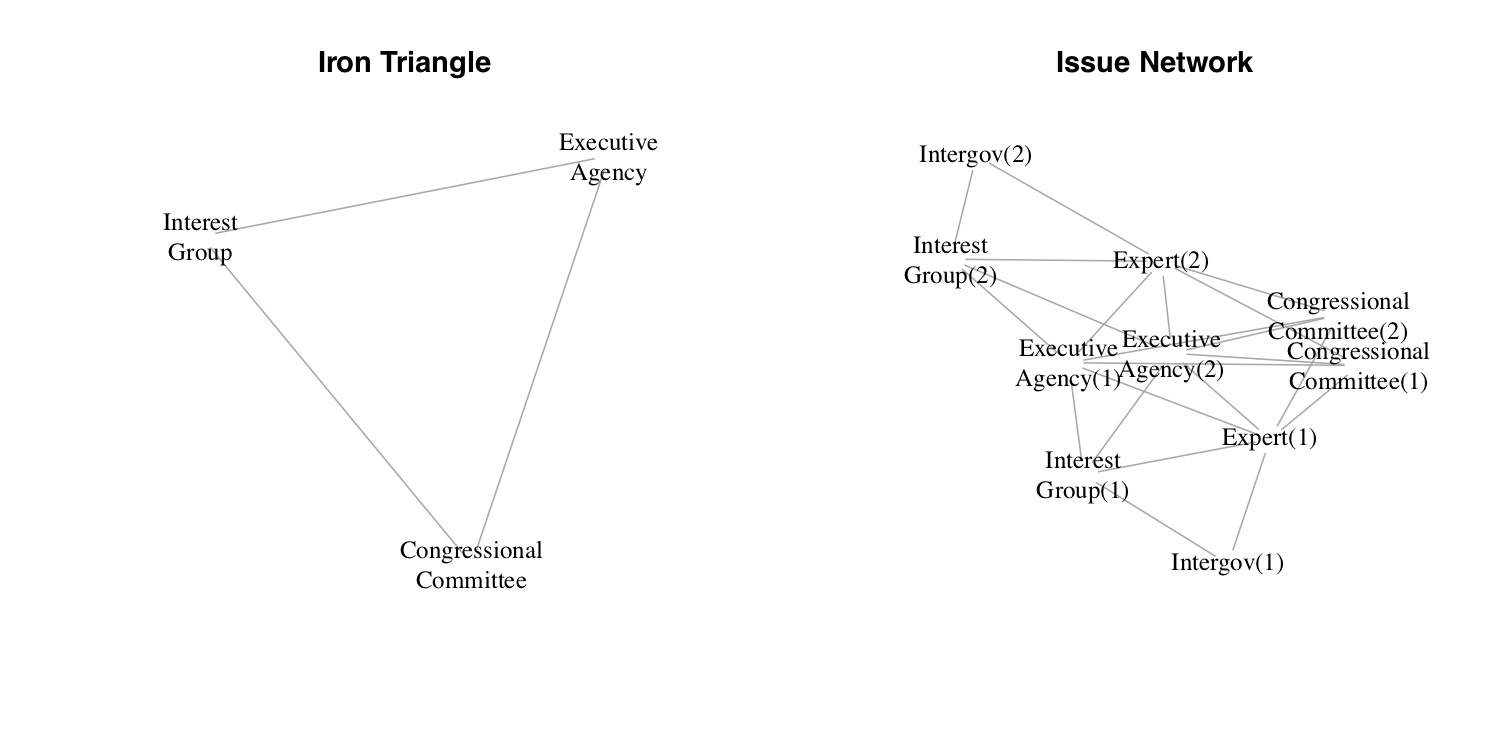 Iron Triangle
Executive
Agency
Interest
Group
Congressional
Committee
Issue Network
Intergov(2)
Interest
Group(2)
Expert(2)
Congressional
Committee(2)
Executive
Agency(2)
Executive
Agency(1)
Congressional
Committee(1)
Expert(1)
Interest
Group(1)
Intergov(1)